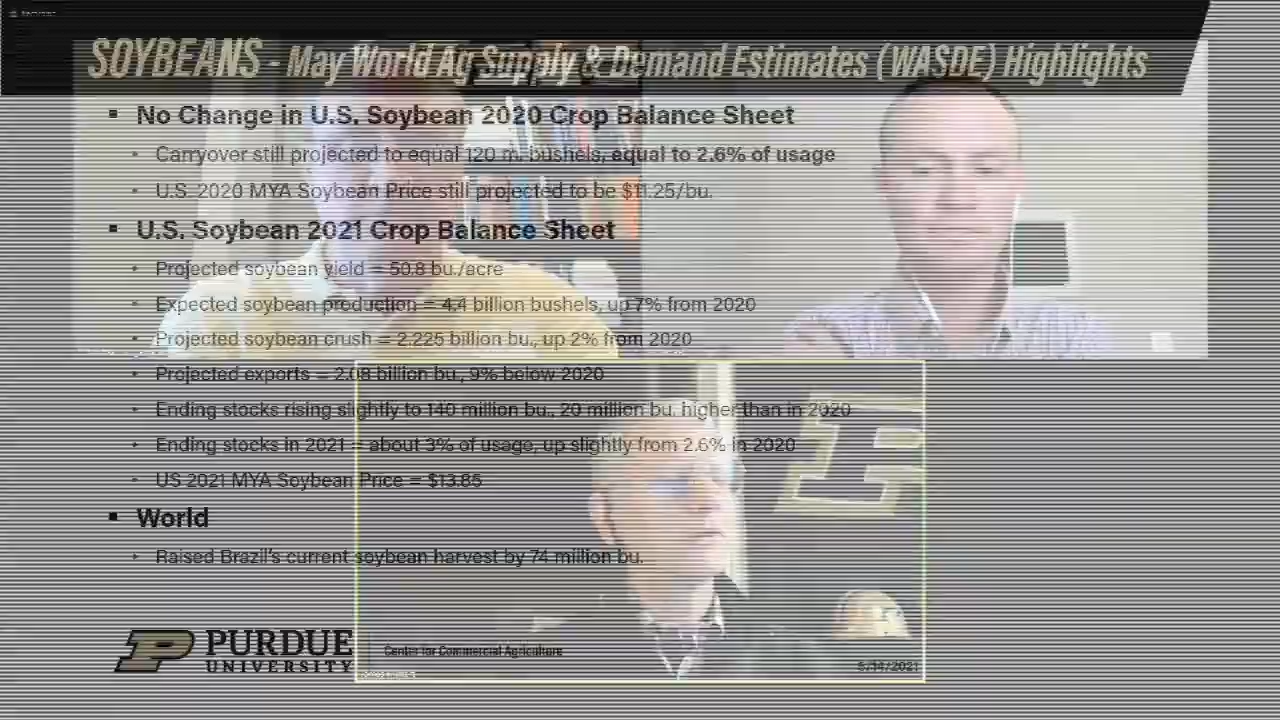 SOYBEANS - May World Ag Supply & Demand Estimates (WASDE) Highlights
▪ No Change in U.S. Soybean 2020 Crop Balance Sheet
• Carryover still projected to equal 120 m. bushels, equal to 2.6% of usage
• U.S. 2020 MYA Soybean Price still projected to be $11.25/bu.
▪ U.S. Soybean 2021 Crop Balance Sheet
• Projected soybean yield = 50.8 bu./acre
• Expected soybean production = 4.4 billion bushels, up 7% from 2020
• Projected soybean crush = 2.225 billion bu., up 2% from 2020
• Projected exports = 2.08 billion bu., 9% below 2020
• Ending stocks rising slightly to 140 million bu., 20 million bu. higher than in 2020
• Ending stocks in 2021 = about 3% of usage, up slightly from 2.6% in 2020
• US 2021 MYA Soybean Price = $13.85
▪ World
• Raised Brazil's current soybean harvest by 74 million bu.
PURDUE
UNIVERSITY
Center for Commercial Agriculture
5/14/2021